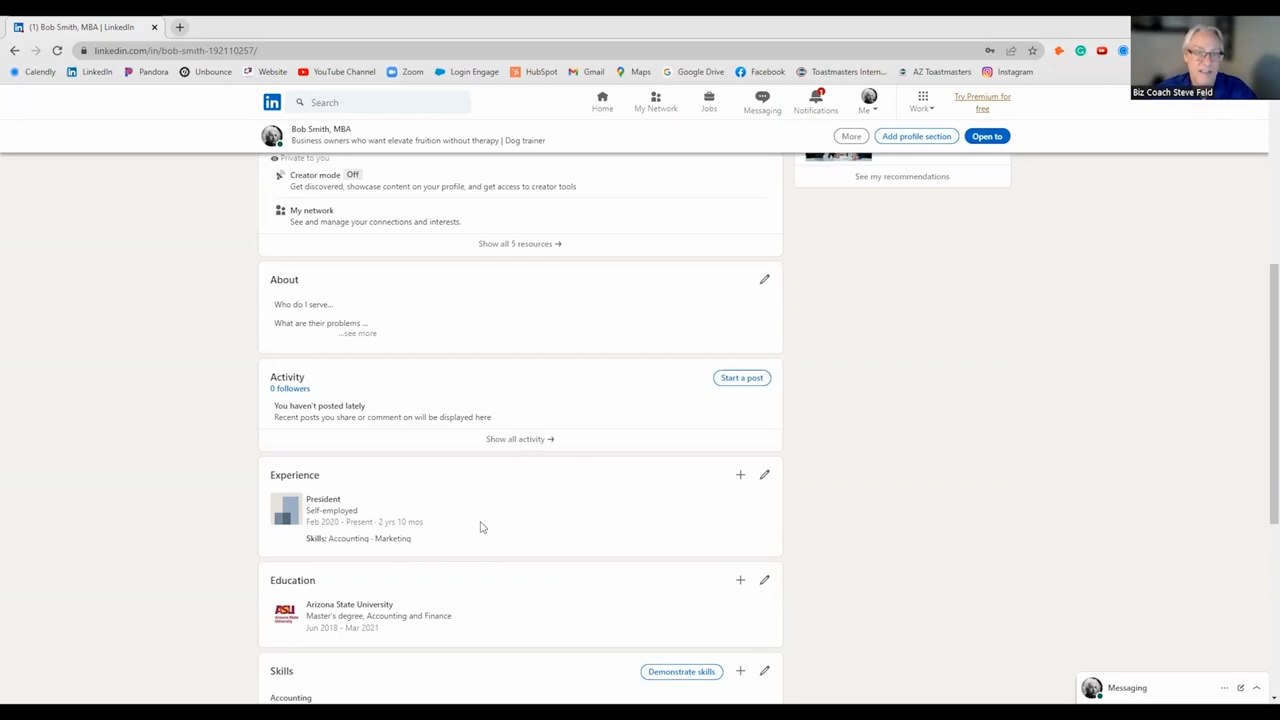 (1) Bob Smith, MBA | LinkedIn
linkedin.com/in/bob-smith-192110257/
Calendly LinkedIn Pandora Unbounce Website YouTube Channel Zoom Login Engage HubSpot Gmail Maps Google Drive Facebook Toastmasters Intern... AZ Toastmasters Instagram
Biz Coach Steve Feld
Search
Home My Network Jobs Messaging Notifications Me Work
Try Premium for
free
Bob Smith, MBA
Business owners who want elevate fruition without therapy | Dog trainer
More Add profile section Open to
Private to you
Creator mode Off
Get discovered, showcase content on your profile, and get access to creator tools
My network
See and manage your connections and interests.
Show all 5 resources →
See my recommendations
About
Who do I serve...
What are their problems ...
...see more
Activity
0 followers
Start a post
You haven't posted lately
Recent posts you share or comment on will be displayed here
Show all activity →
Experience
President
Self-employed
Feb 2020 - Present · 2 yrs 10 mos
Skills: Accounting · Marketing
Education
ASU
Arizona State
University
Arizona State University
Master's degree, Accounting and Finance
Jun 2018 - Mar 2021
Skills
Demonstrate skills
Accounting
Messaging